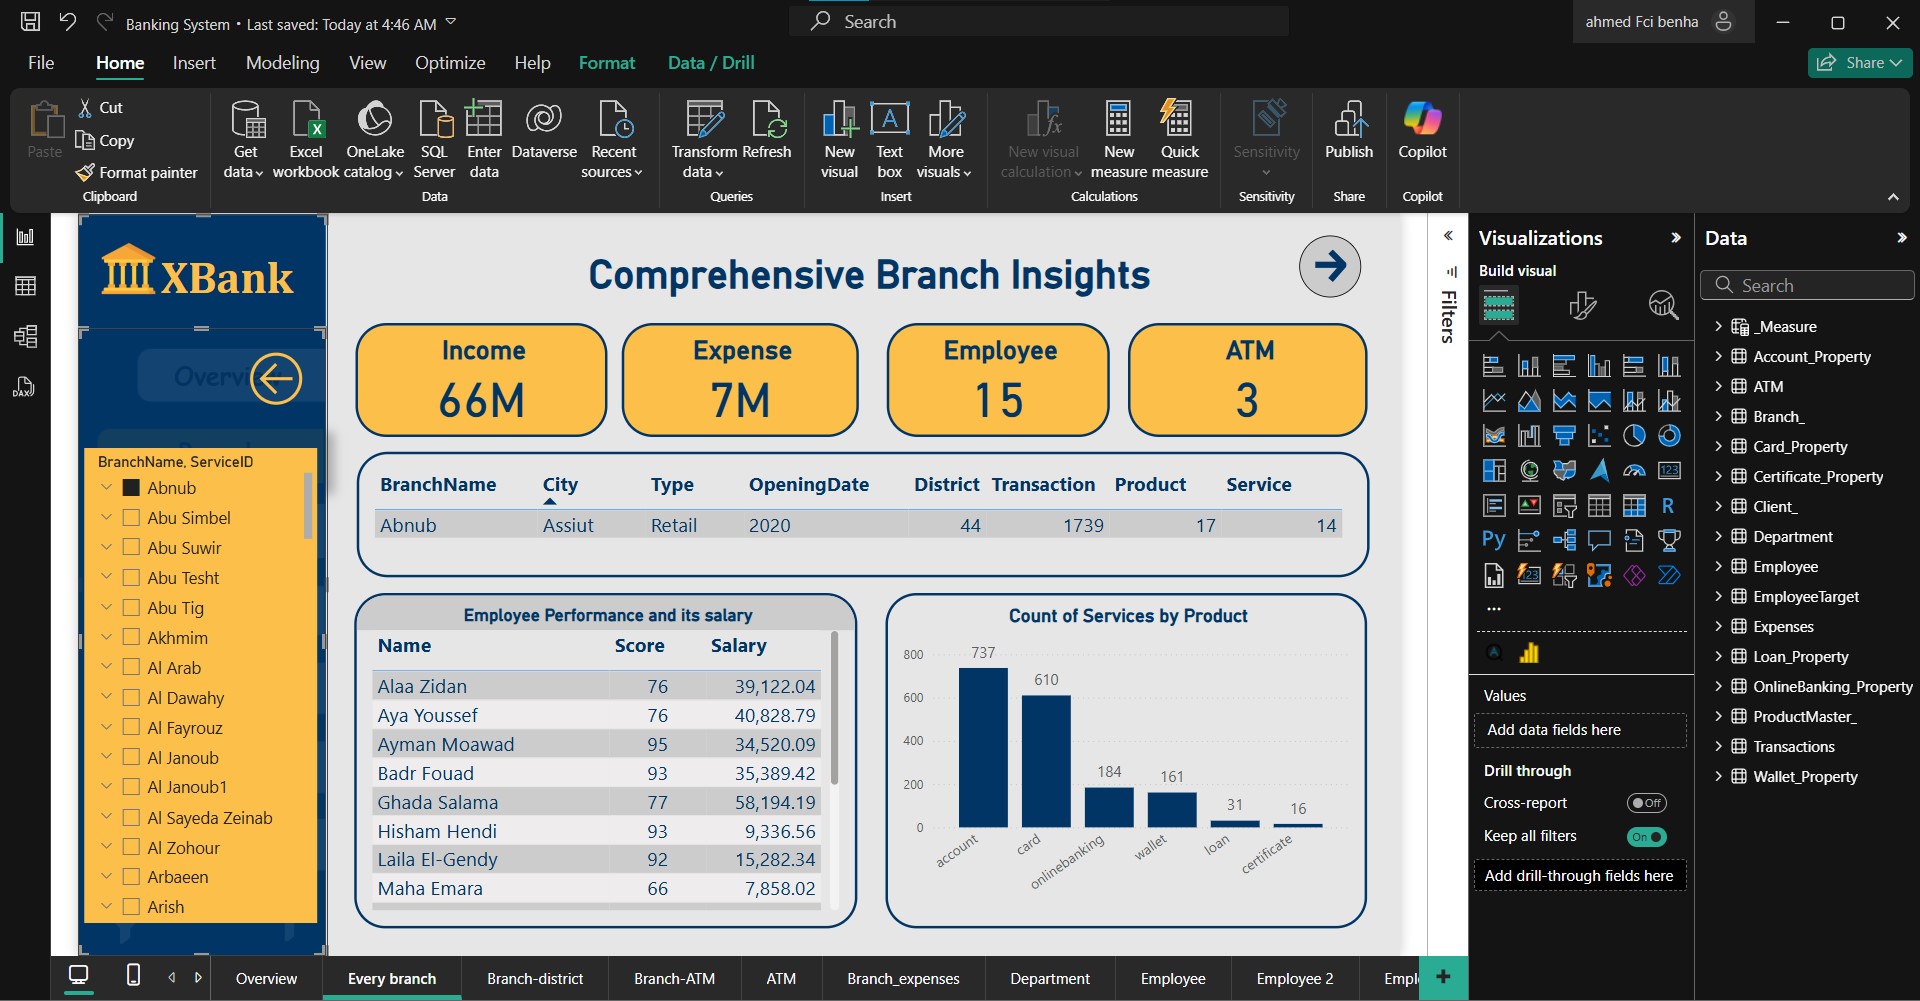 Banking System • Last saved: Today at 4:46 AM
Search
ahmed Fci benha
File
Home
Insert
Modeling
View
Optimize
Help
Format
Data / Drill
Share
Paste
Cut
Copy
Format painter
Clipboard
Get data
Excel workbook
OneLake catalog
SQL Server
Enter data
Dataverse
Recent sources
Data
Transform data
Refresh
Queries
New visual
Text box
More visuals
Insert
New visual calculation
New measure
Quick measure
Calculations
Sensitivity
Sensitivity
Publish
Share
Copilot
Copilot
XBank
BranchName, ServiceID
Abnub
Abu Simbel
Abu Suwir
Abu Tesht
Abu Tig
Akhmim
Al Arab
Al Dawahy
Al Fayrouz
Al Janoub
Al Janoub1
Al Sayeda Zeinab
Al Zohour
Arbaeen
Arish
Comprehensive Branch Insights
Income
66M
Expense
7M
Employee
15
ATM
3
BranchName City Type OpeningDate District Transaction Product Service
Abnub Assiut Retail 2020 44 1739 17 14
Employee Performance and its salary
Name Score Salary
Alaa Zidan 76 39,122.04
Aya Youssef 76 40,828.79
Ayman Moawad 95 34,520.09
Badr Fouad 93 35,389.42
Ghada Salama 77 58,194.19
Hisham Hendi 93 9,336.56
Laila El-Gendy 92 15,282.34
Maha Emara 66 7,858.02
Count of Services by Product
800
600
400
200
0
737
610
184
161
31
16
account
card
onlinebanking
wallet
loan
certificate
Filters
Visualizations
Build visual
123
R
Py
123
Values
Add data fields here
Drill through
Cross-report
Off
Keep all filters
On
Add drill-through fields here
Data
Search
_Measure
Account_Property
ATM
Branch_
Card_Property
Certificate_Property
Client_
Department
Employee
EmployeeTarget
Expenses
Loan_Property
OnlineBanking_Property
ProductMaster_
Transactions
Wallet_Property
DAX
Overview
Every branch
Branch-district
Branch-ATM
ATM
Branch_expenses
Department
Employee
Employee 2